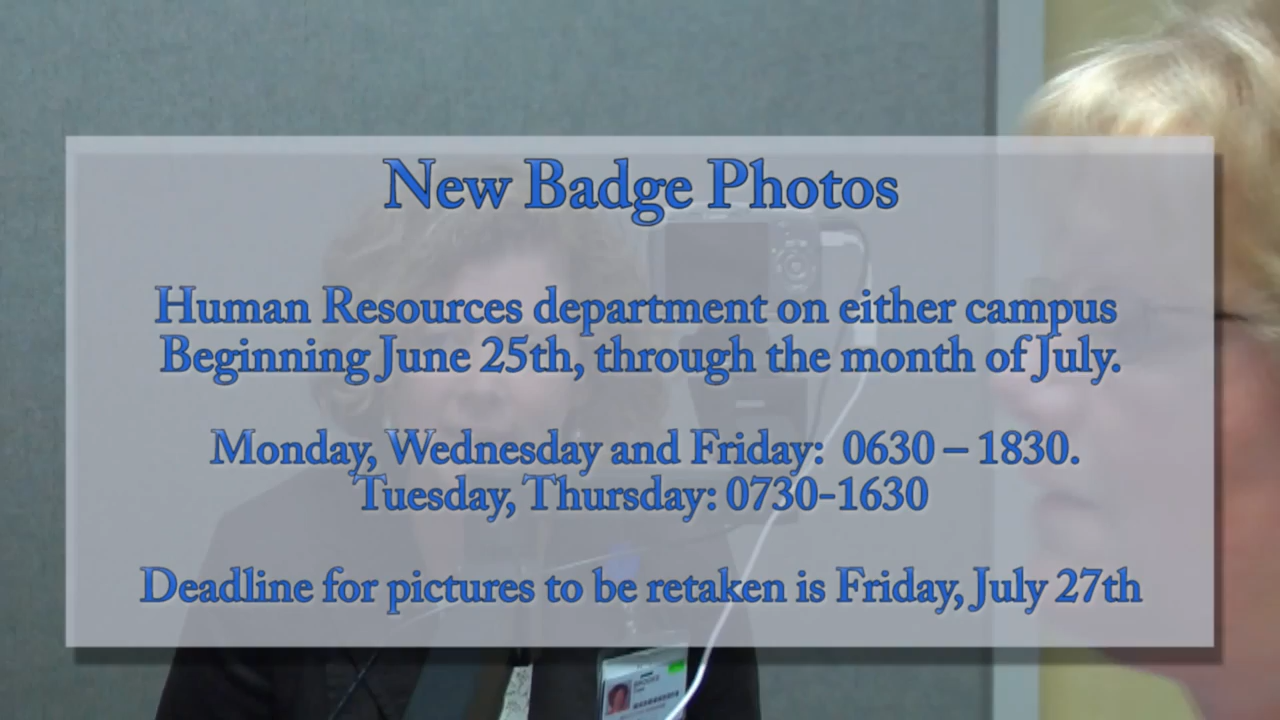 New Badge Photos
Human Resources department on either campus
Beginning June 25th, through the month of July.
Monday, Wednesday and Friday:  0630 – 1830.
Tuesday, Thursday: 0730-1630
Deadline for pictures to be retaken is Friday, July 27th